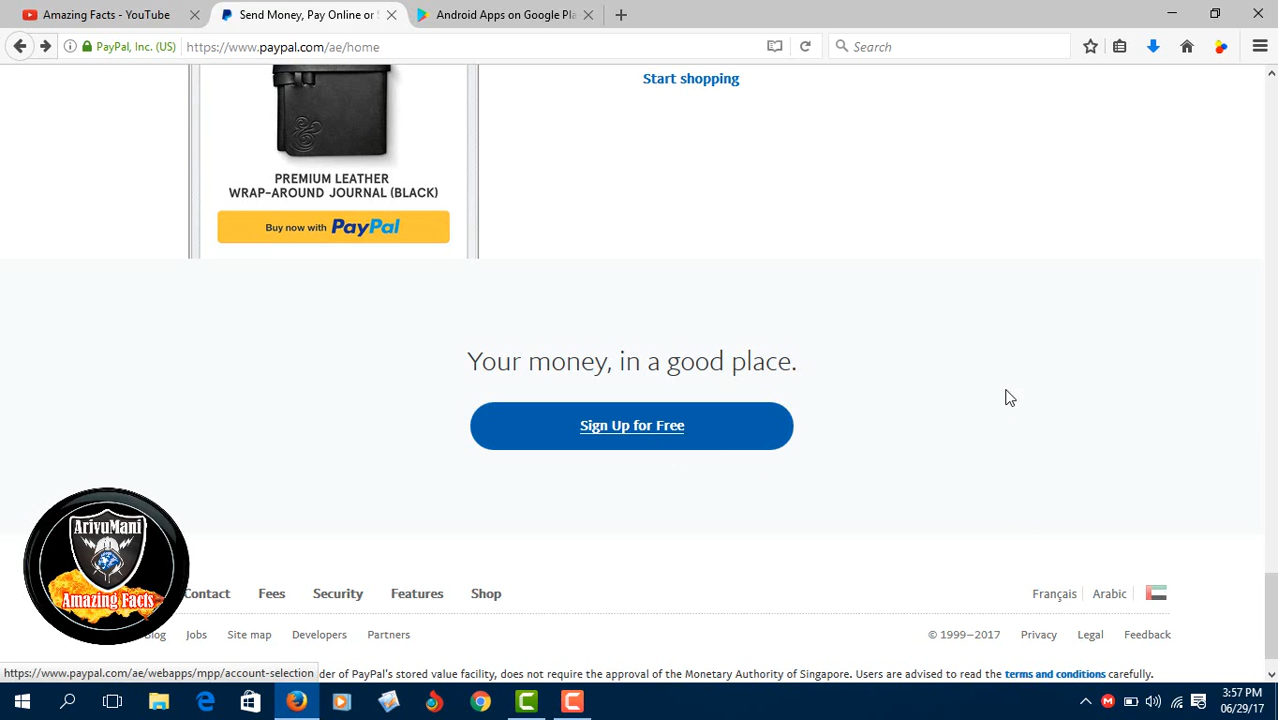 Amazing Facts - YouTube
Send Money, Pay Online or
Android Apps on Google Pla
PayPal, Inc. (US)
https://www.paypal.com/ae/home
Search
Start shopping
PREMIUM LEATHER
WRAP-AROUND JOURNAL (BLACK)
Buy now with PayPal
Your money, in a good place.
Sign Up for Free
ArivuMani
Amazing Facts
Contact Fees Security Features Shop
Français Arabic
Blog Jobs Site map Developers Partners
© 1999–2017 Privacy Legal Feedback
https://www.paypal.com/ae/webapps/mpp/account-selection
der of PayPal's stored value facility, does not require the approval of the Monetary Authority of Singapore. Users are advised to read the terms and conditions carefully.
3:57 PM
06/29/17